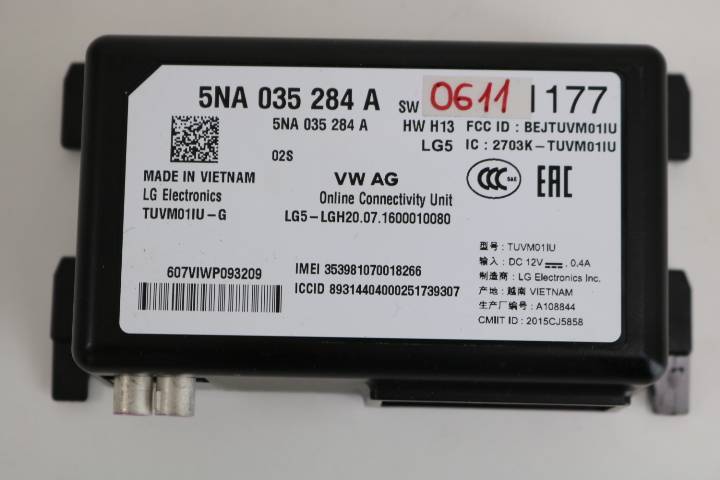 5NA 035 284 A SW 0611 I177
5NA 035 284 A HW H13 FCC ID : BEJTUVM01IU
02S LG5 IC : 2703K-TUVM01IU
MADE IN VIETNAM VW AG CCC S&E EAC
LG Electronics Online Connectivity Unit
TUVM01IU-G LG5-LGH20.07.1600010080
型号: TUVM01IU
输入: DC 12V ⎓, 0.4A
制造商: LG Electronics Inc.
产地: 越南 VIETNAM
生产厂编号: A108844
CMIIT ID : 2015CJ5858
607VIWP093209 IMEI 353981070018266
ICCID 89314404000251739307